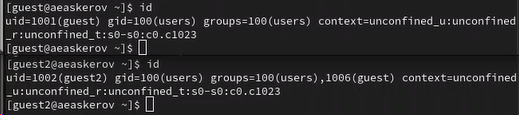 [guest@aeaskerov ~]$ id
uid=1001(guest) gid=100(users) groups=100(users) context=unconfined_u:unconfined
_r:unconfined_t:s0-s0:c0.c1023
[guest@aeaskerov ~]$
[guest2@aeaskerov ~]$ id
uid=1002(guest2) gid=100(users) groups=100(users),1006(guest) context=unconfined
_u:unconfined_r:unconfined_t:s0-s0:c0.c1023
[guest2@aeaskerov ~]$